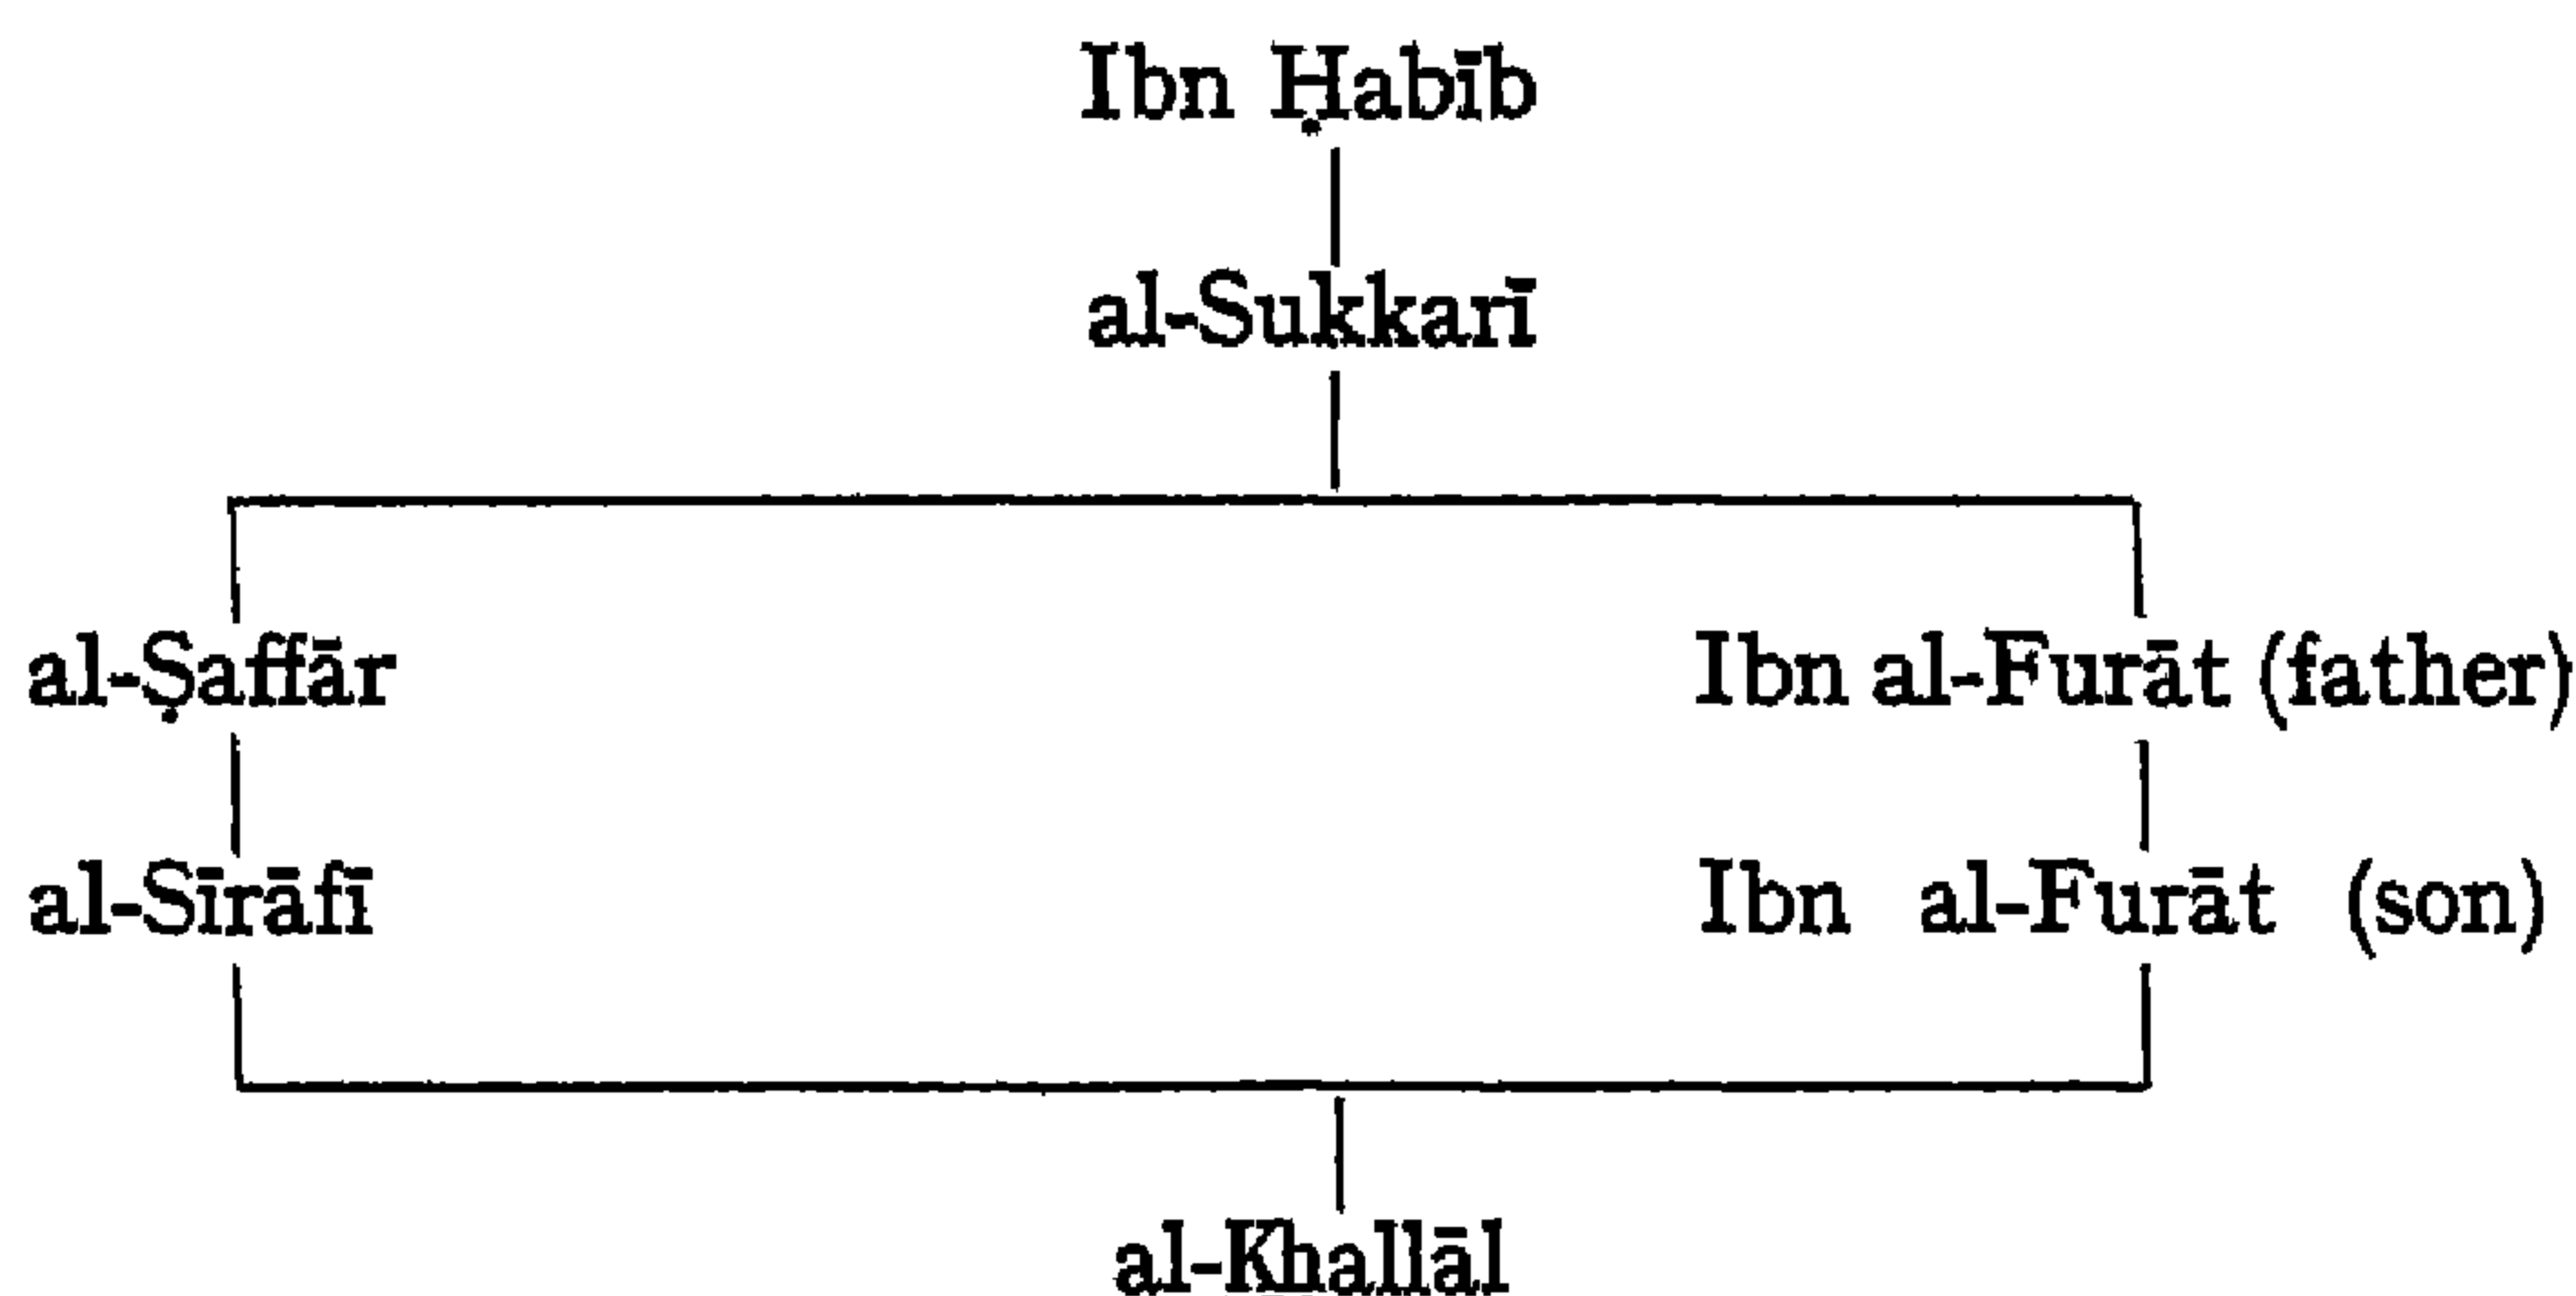 Ibn Ḥabīb
al-Sukkarī
al-Ṣaffār Ibn al-Furāt (father)
al-Sīrāfī Ibn al-Furāt (son)
al-Khallāl